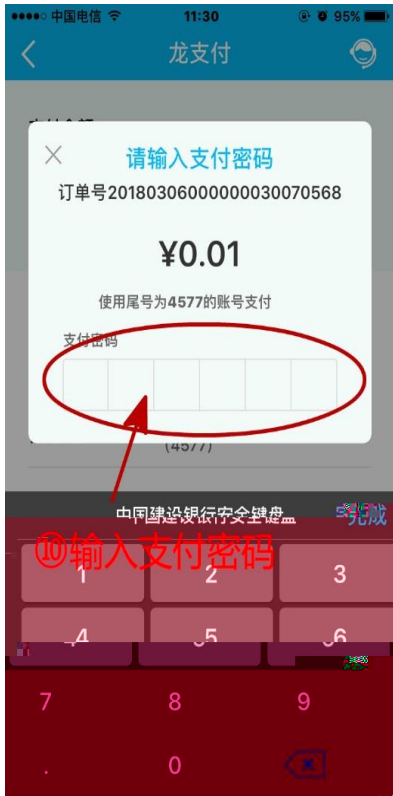 中国电信 11:30 95%
龙支付
请输入支付密码
订单号20180306000000030070568
¥0.01
使用尾号为4577的账号支付
支付密码
(4577)
中国建设银行安全键盘 完成
⑩输入支付密码
1 2 3
4 5 6
7 8 9
. 0